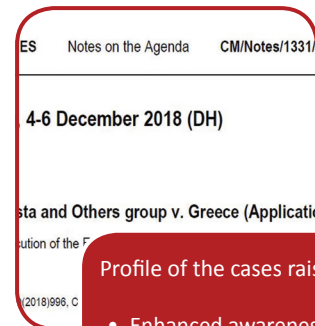 ES Notes on the Agenda CM/Notes/1331/
, 4-6 December 2018 (DH)
sta and Others group v. Greece (Applicatio
ution of the
(2018)996, C
Profile of the cases rais
• Enhanced awareness